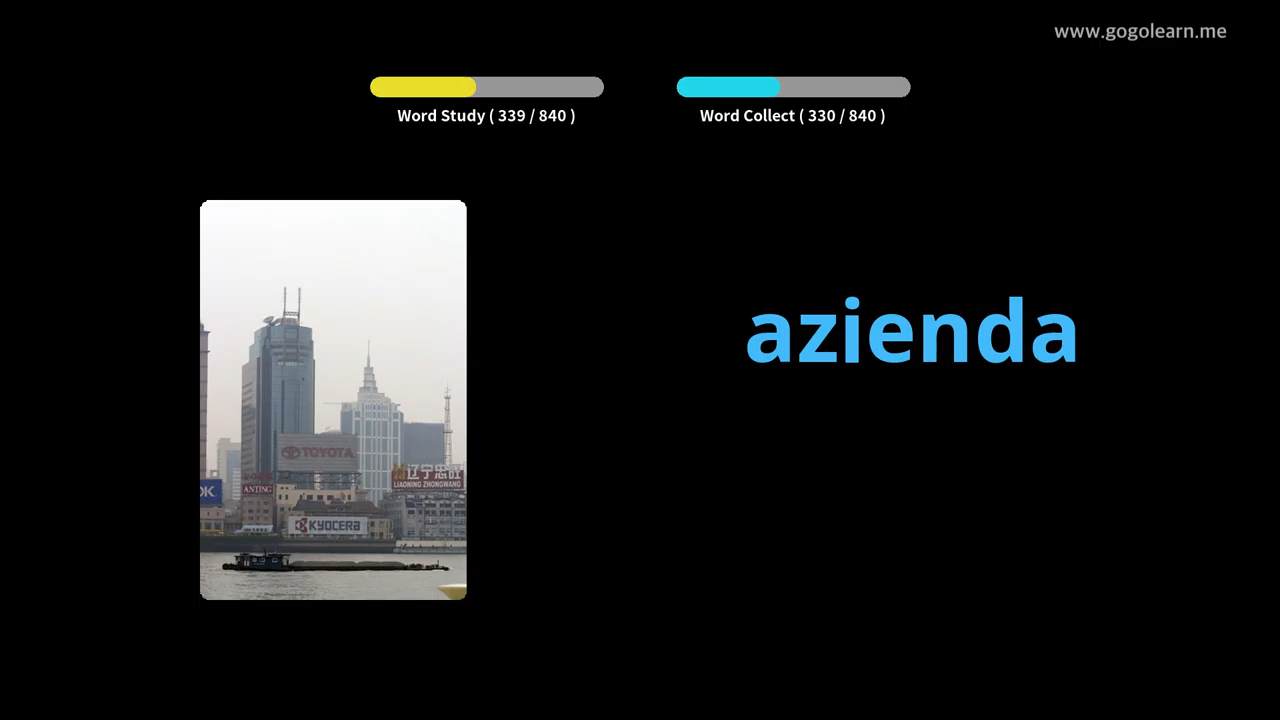 www.gogolearn.me
Word Study ( 339 / 840 )
Word Collect ( 330 / 840 )
azienda
TOYOTA
辽宁忠旺
LIAONING ZHONGWANG
OK
ANTING
KYOCERA